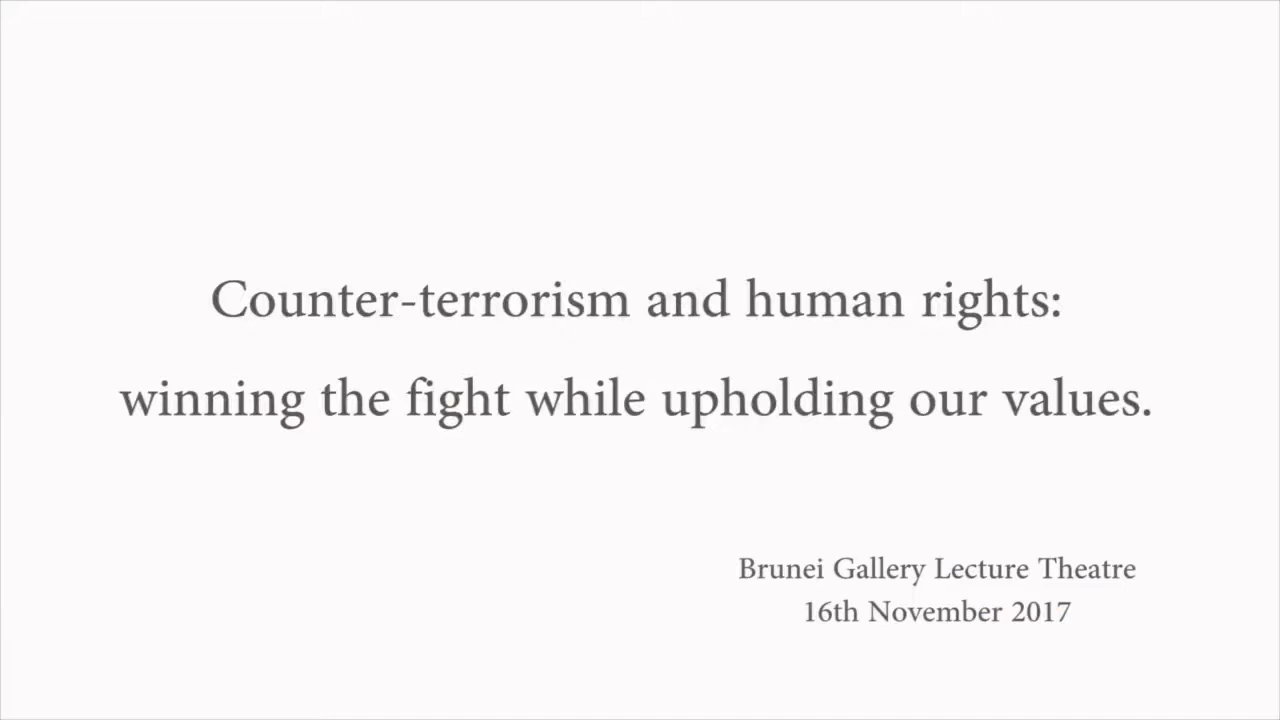 Counter-terrorism and human rights:
winning the fight while upholding our values.
Brunei Gallery Lecture Theatre
16th November 2017